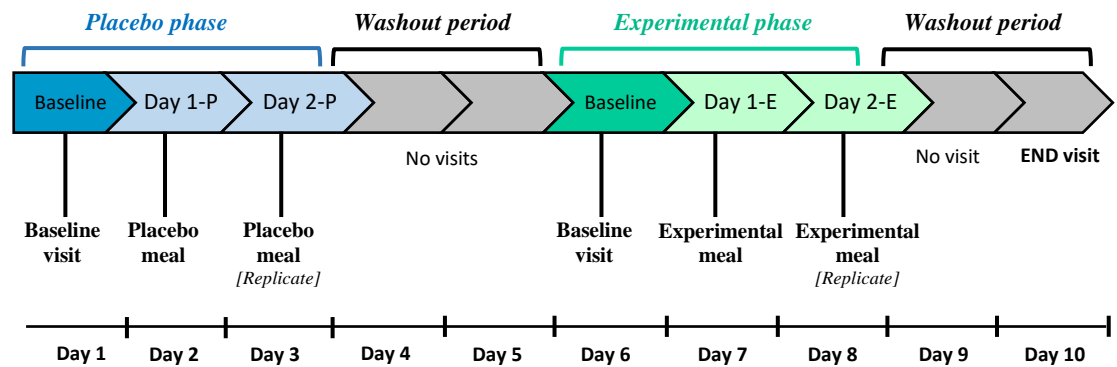 Placebo phase
Washout period
Experimental phase
Washout period
Baseline
Day 1-P
Day 2-P
Baseline
Day 1-E
Day 2-E
No visits
No visit
END visit
Baseline
visit
Placebo
meal
Placebo
meal
[Replicate]
Baseline
visit
Experimental
meal
Experimental
meal
[Replicate]
Day 1
Day 2
Day 3
Day 4
Day 5
Day 6
Day 7
Day 8
Day 9
Day 10